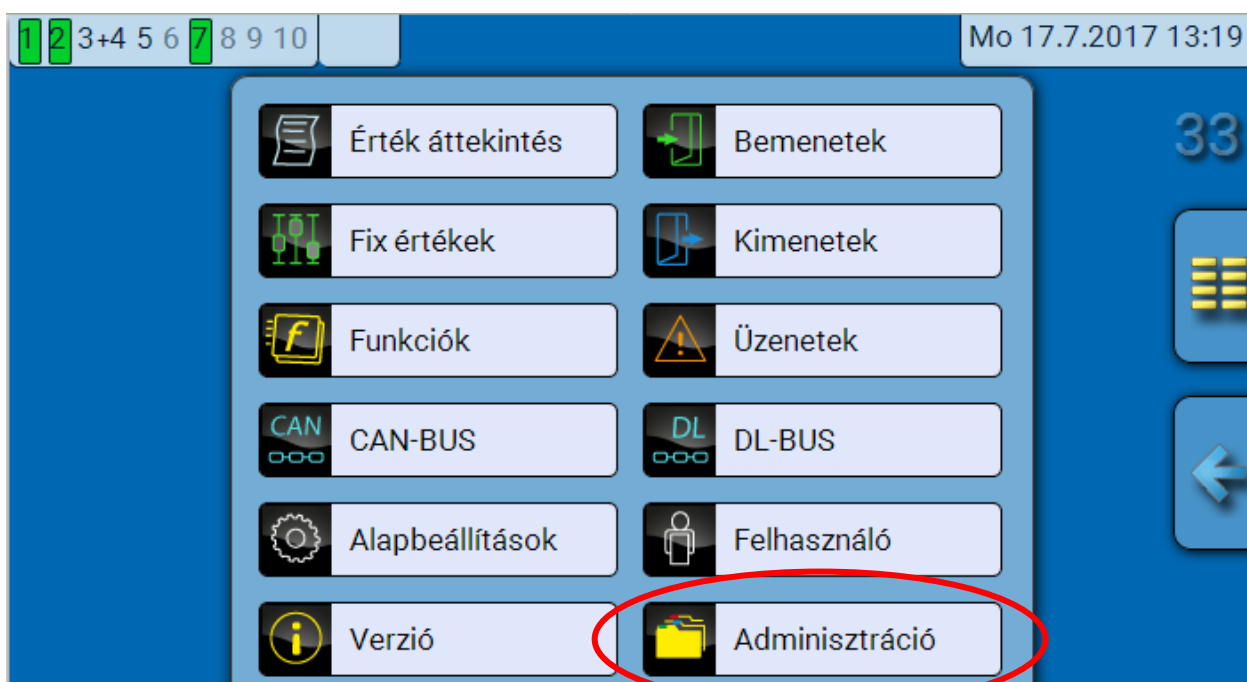 1 2 3+4 5 6 7 8 9 10
Mo 17.7.2017 13:19
33
Érték áttekintés
Bemenetek
Fix értékek
Kimenetek
f Funkciók
Üzenetek
CAN CAN-BUS
DL DL-BUS
Alapbeállítások
Felhasználó
Verzió
Adminisztráció